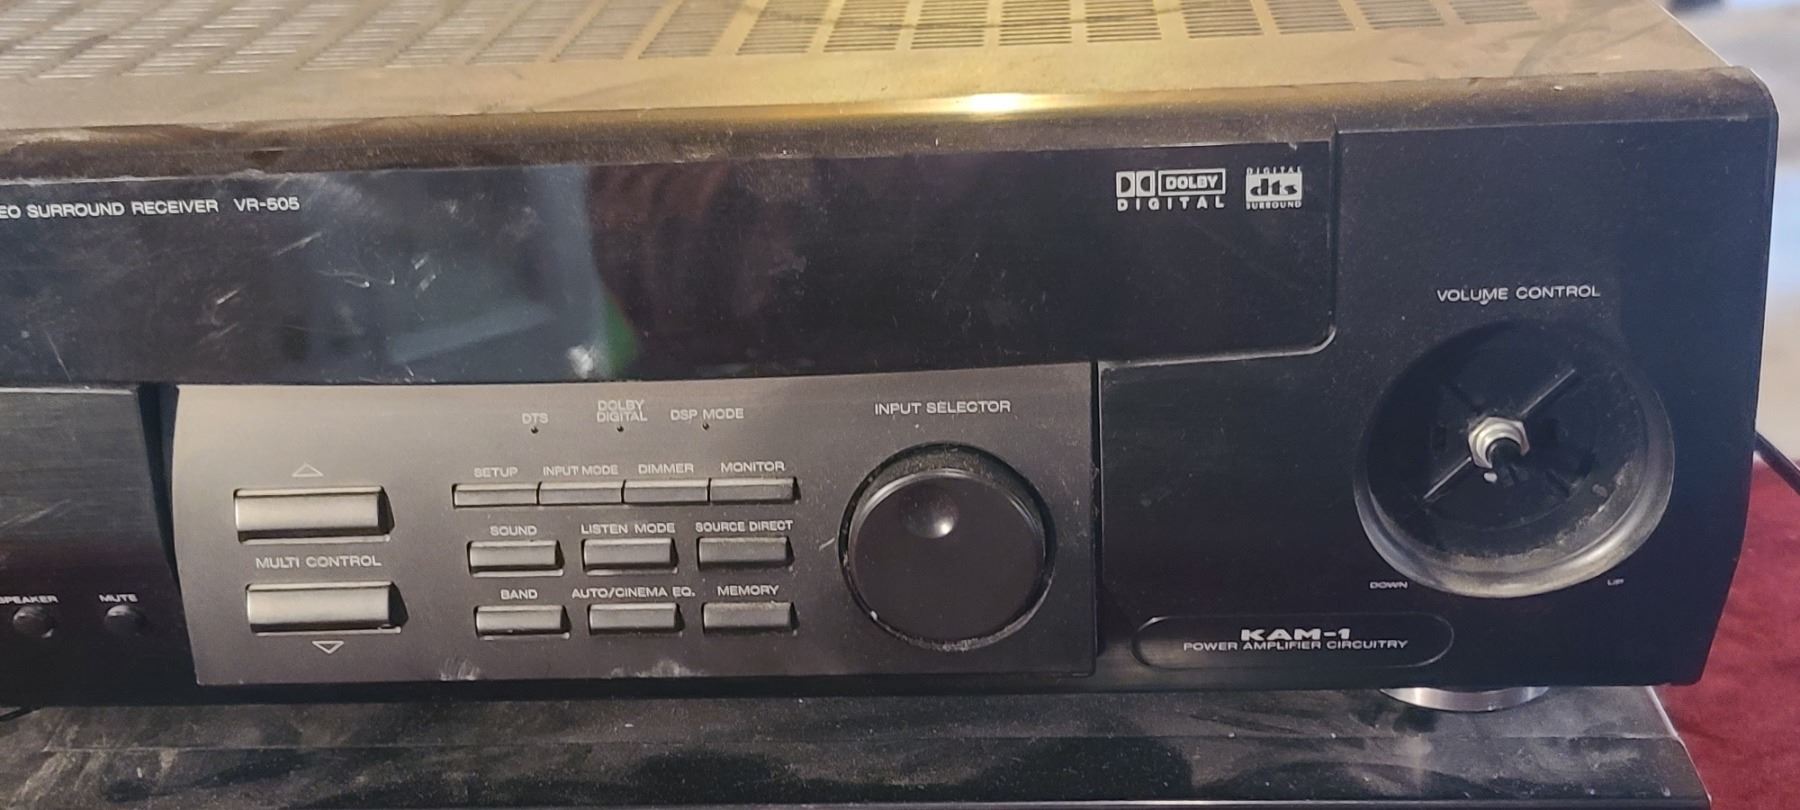 EO SURROUND RECEIVER VR-505
DOLBY
DIGITAL
DIGITAL
dts
SURROUND
VOLUME CONTROL
DTS
DOLBY
DIGITAL
DSP MODE
INPUT SELECTOR
SETUP
INPUT MODE
DIMMER
MONITOR
SOUND
LISTEN MODE
SOURCE DIRECT
MULTI CONTROL
BAND
AUTO/CINEMA EQ.
MEMORY
SPEAKER
MUTE
DOWN
UP
KAM-1
POWER AMPLIFIER CIRCUITRY